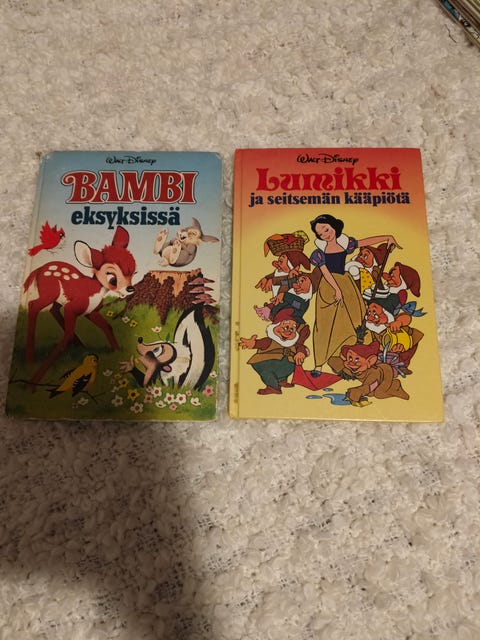 Walt Disney
BAMBI
eksyksissä
Walt Disney
Lumikki
ja seitsemän kääpiötä